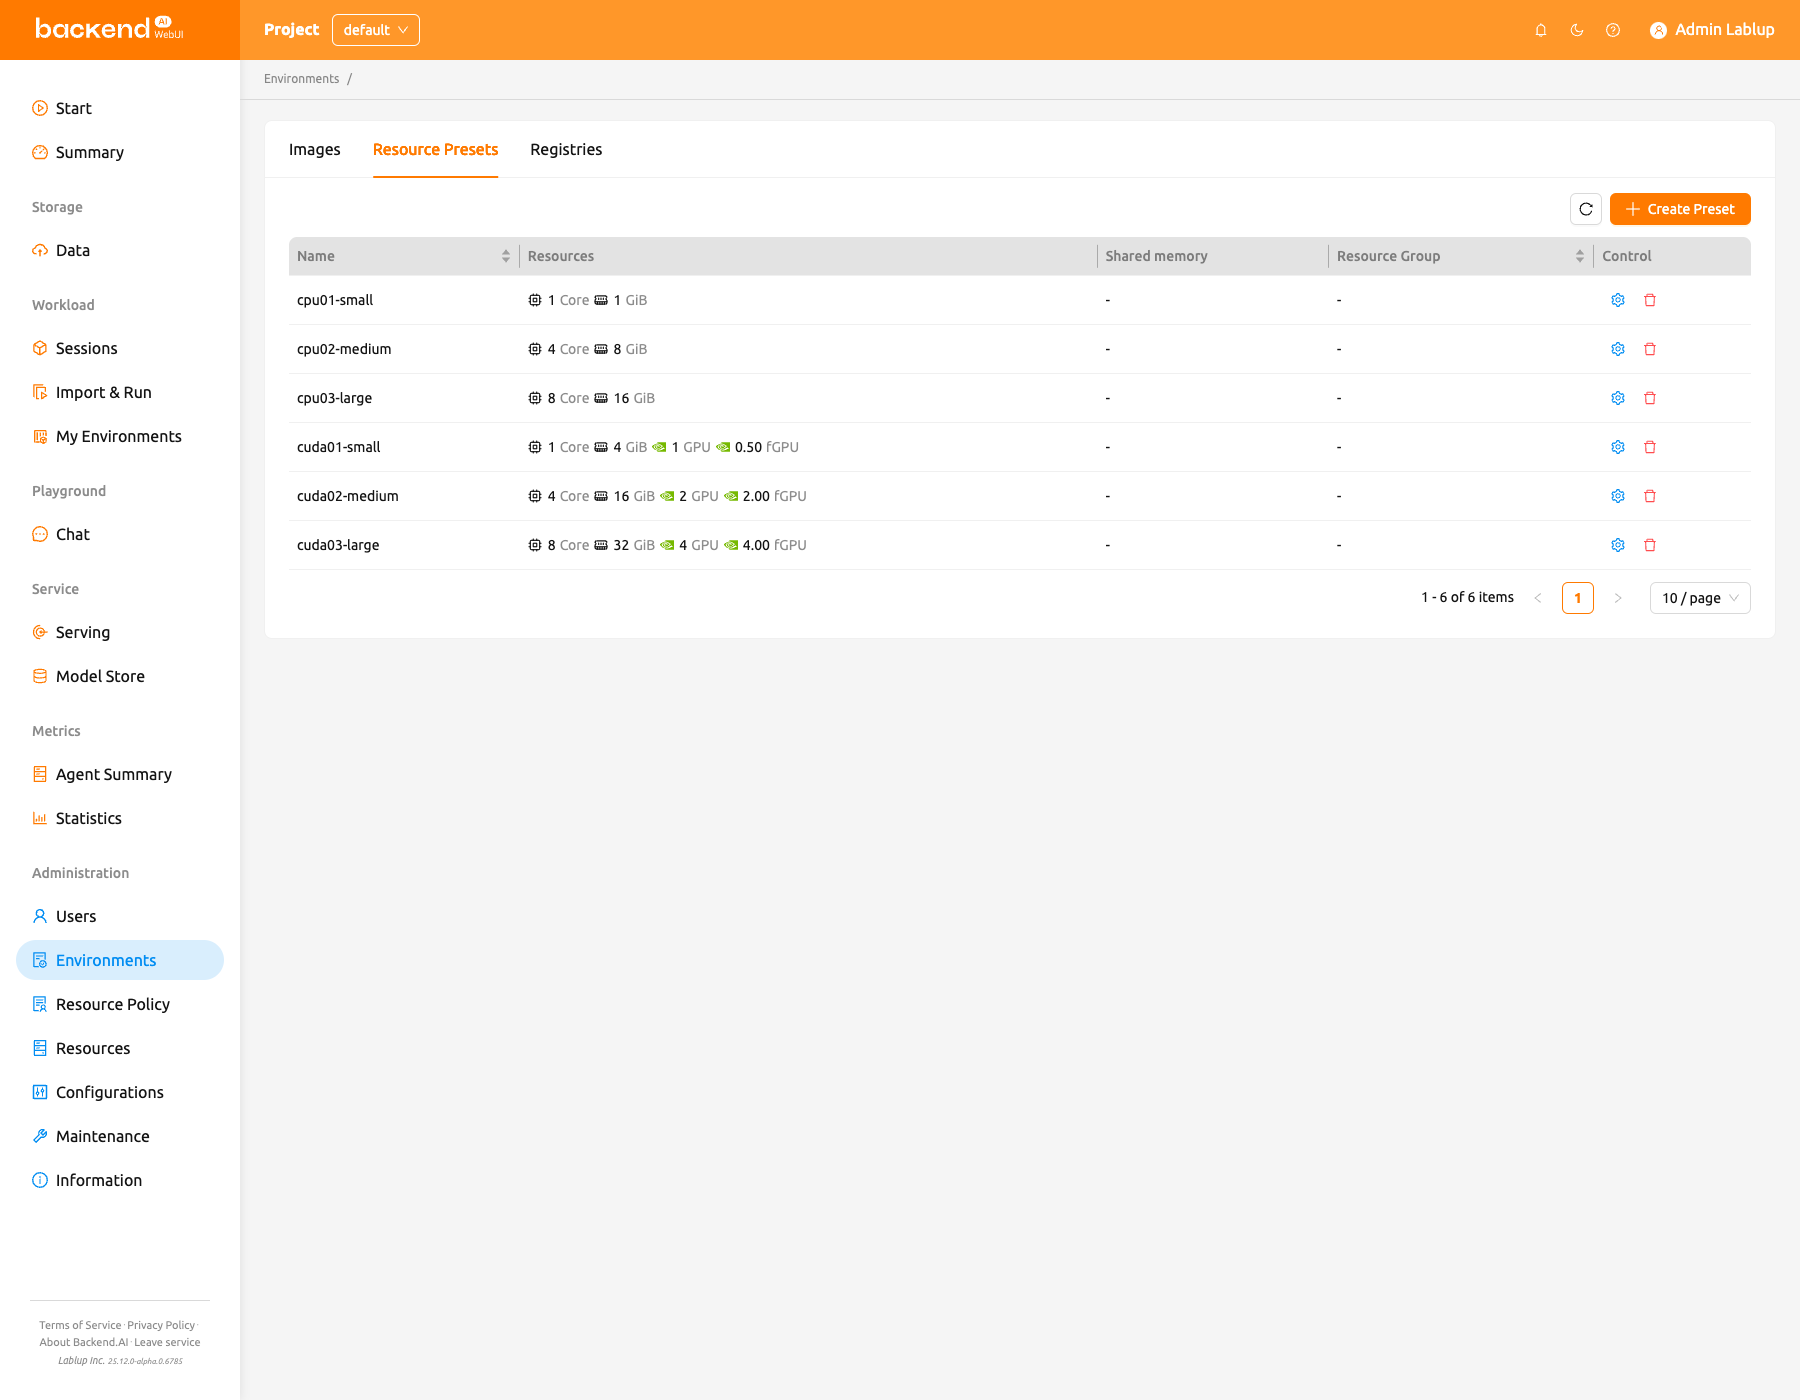 backend AI WebUI
Project default Admin Lablup
Environments /
Start
Summary
Storage
Data
Workload
Sessions
Import & Run
My Environments
Playground
Chat
Service
Serving
Model Store
Metrics
Agent Summary
Statistics
Administration
Users
Environments
Resource Policy
Resources
Configurations
Maintenance
Information
Terms of Service · Privacy Policy ·
About Backend.AI · Leave service
Lablup Inc. 25.12.0-alpha.0.6785
Images Resource Presets Registries
Create Preset
Name Resources Shared memory Resource Group Control
cpu01-small 1 Core 1 GiB - -
cpu02-medium 4 Core 8 GiB - -
cpu03-large 8 Core 16 GiB - -
cuda01-small 1 Core 4 GiB 1 GPU 0.50 fGPU - -
cuda02-medium 4 Core 16 GiB 2 GPU 2.00 fGPU - -
cuda03-large 8 Core 32 GiB 4 GPU 4.00 fGPU - -
1 - 6 of 6 items < 1 > 10 / page